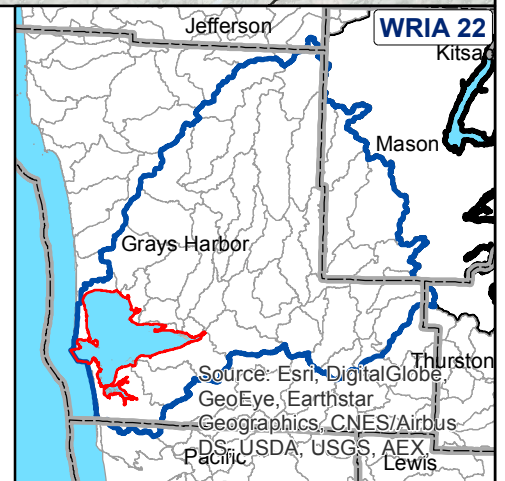 Jefferson
WRIA 22
Mason
Grays Harbor
Thurston
Source: Esri, DigitalGlobe,
GeoEye, Earthstar
Geographics, CNES/Airbus
DS, USDA, USGS, AEX,
Pacific
Lewis